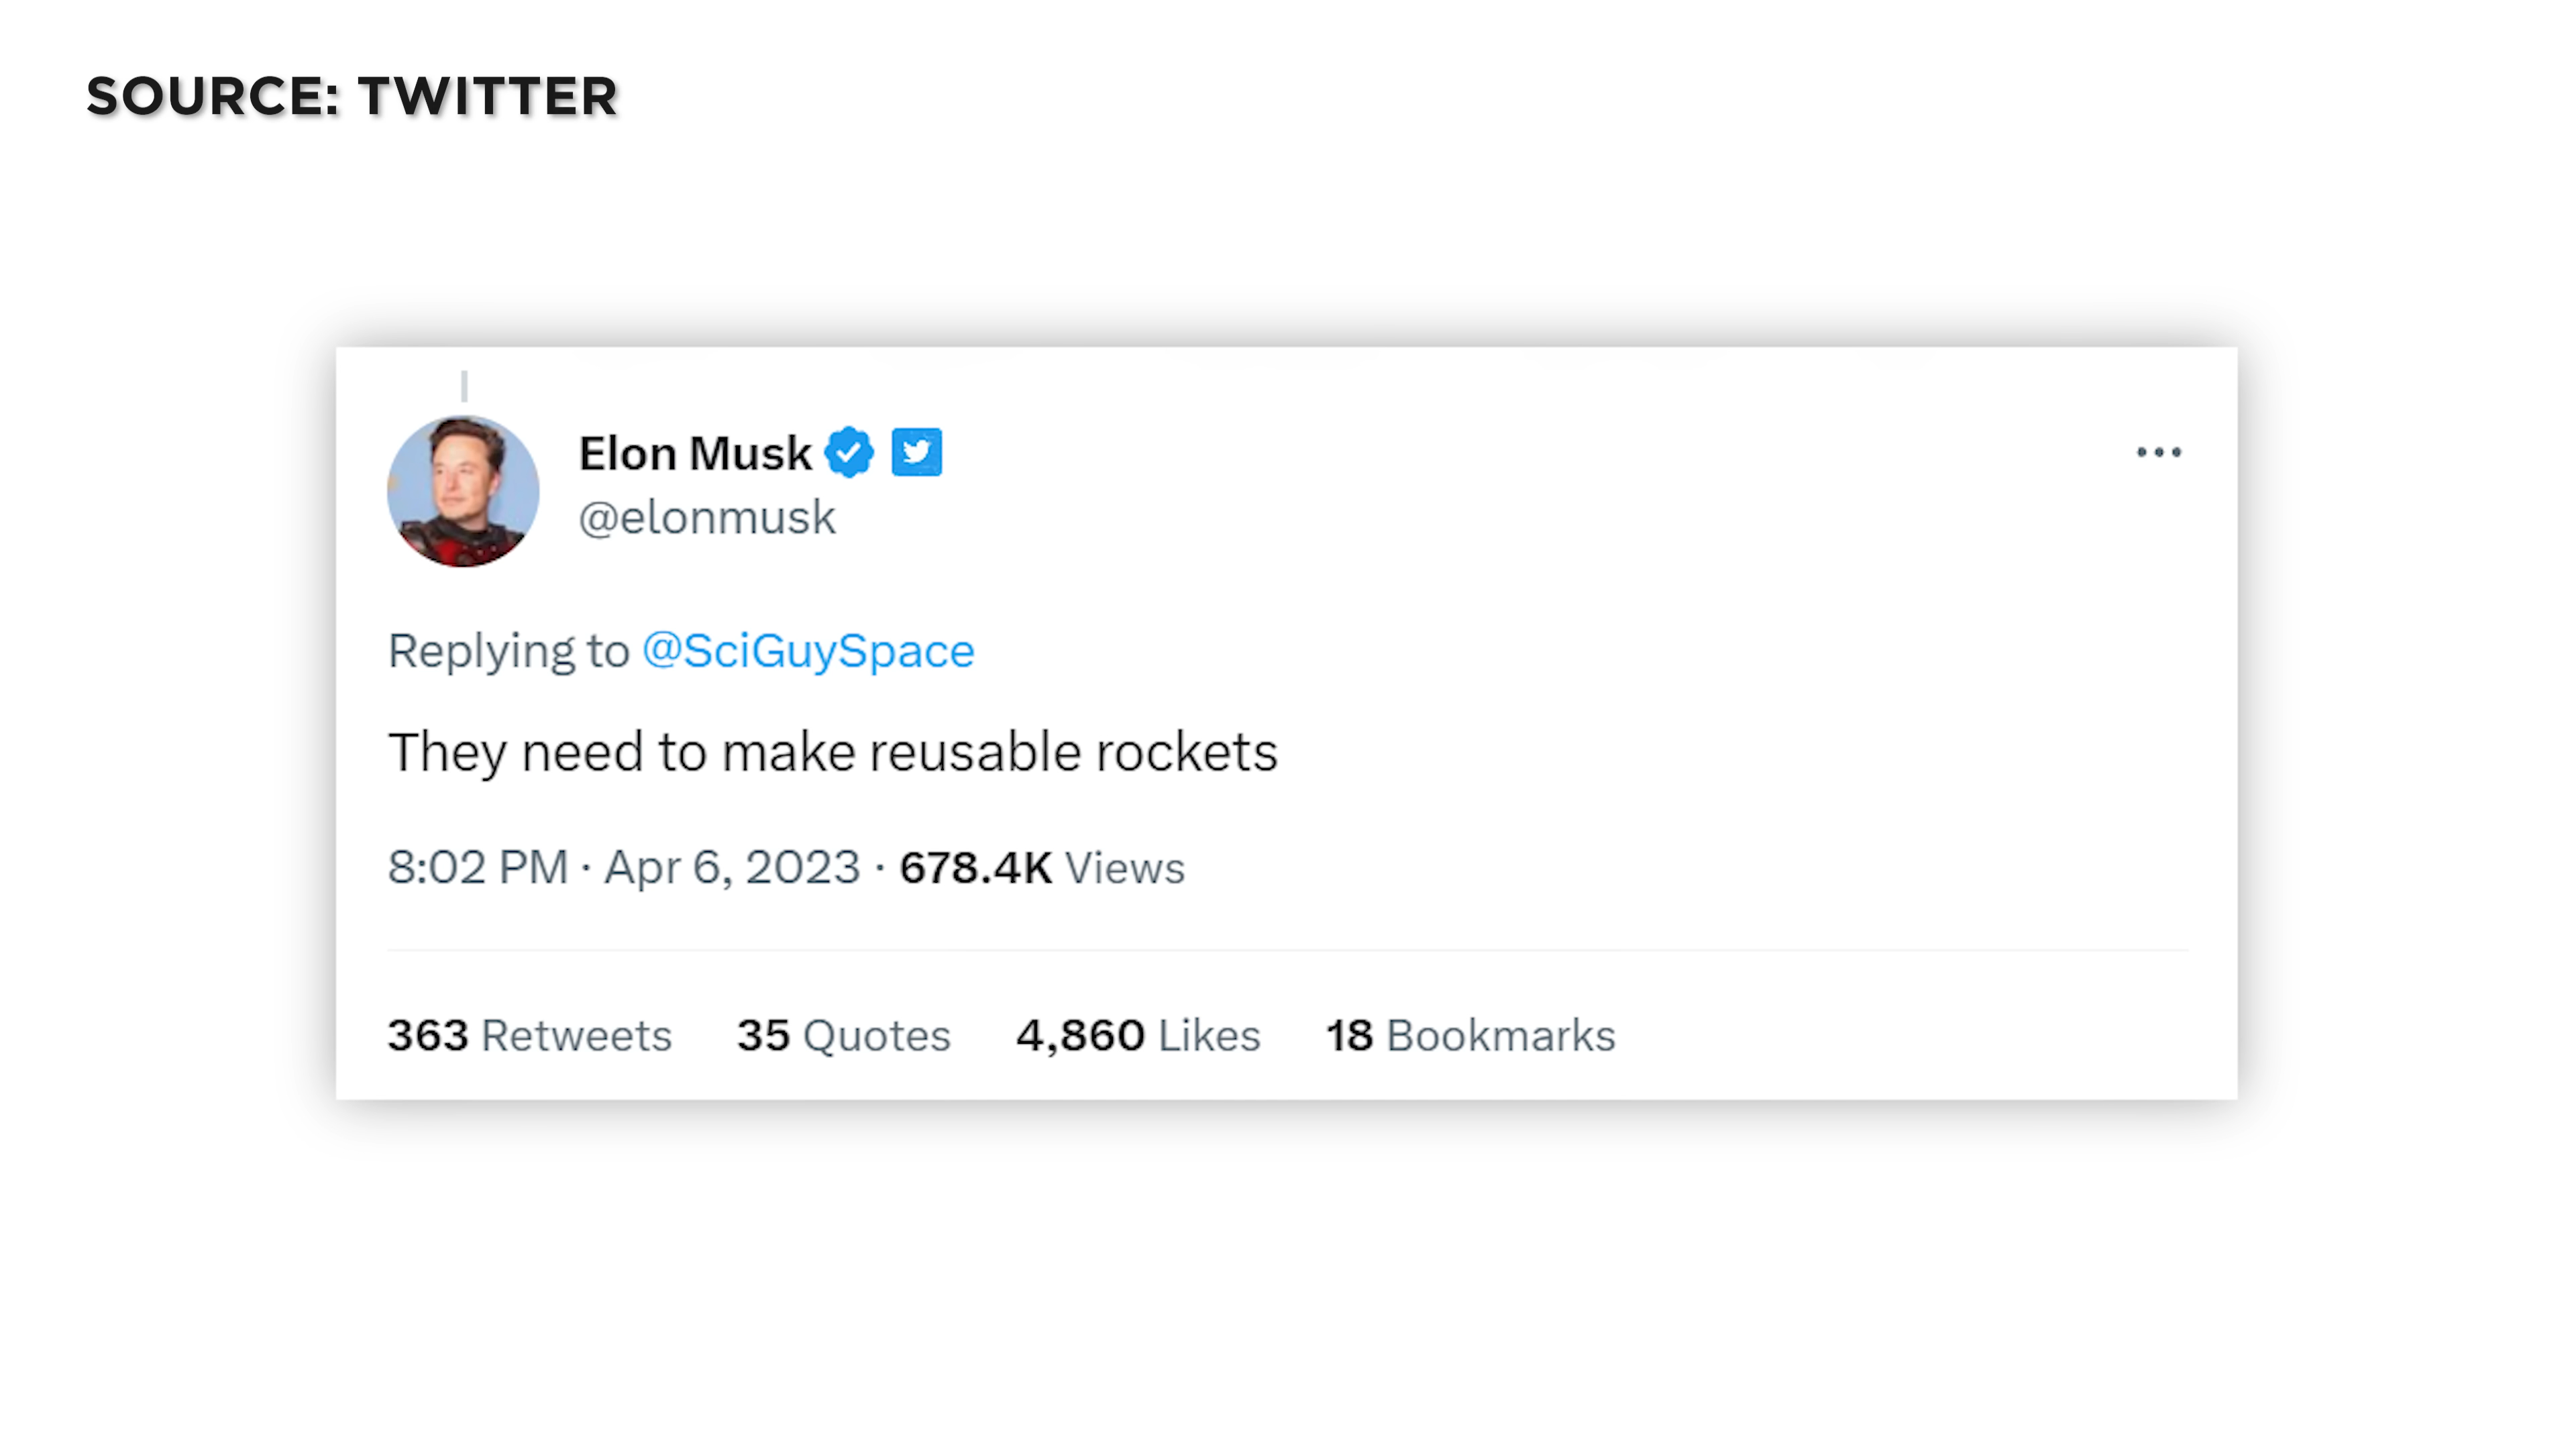 SOURCE: TWITTER
Elon Musk
@elonmusk
Replying to @SciGuySpace
They need to make reusable rockets
8:02 PM · Apr 6, 2023 · 678.4K Views
363 Retweets 35 Quotes 4,860 Likes 18 Bookmarks